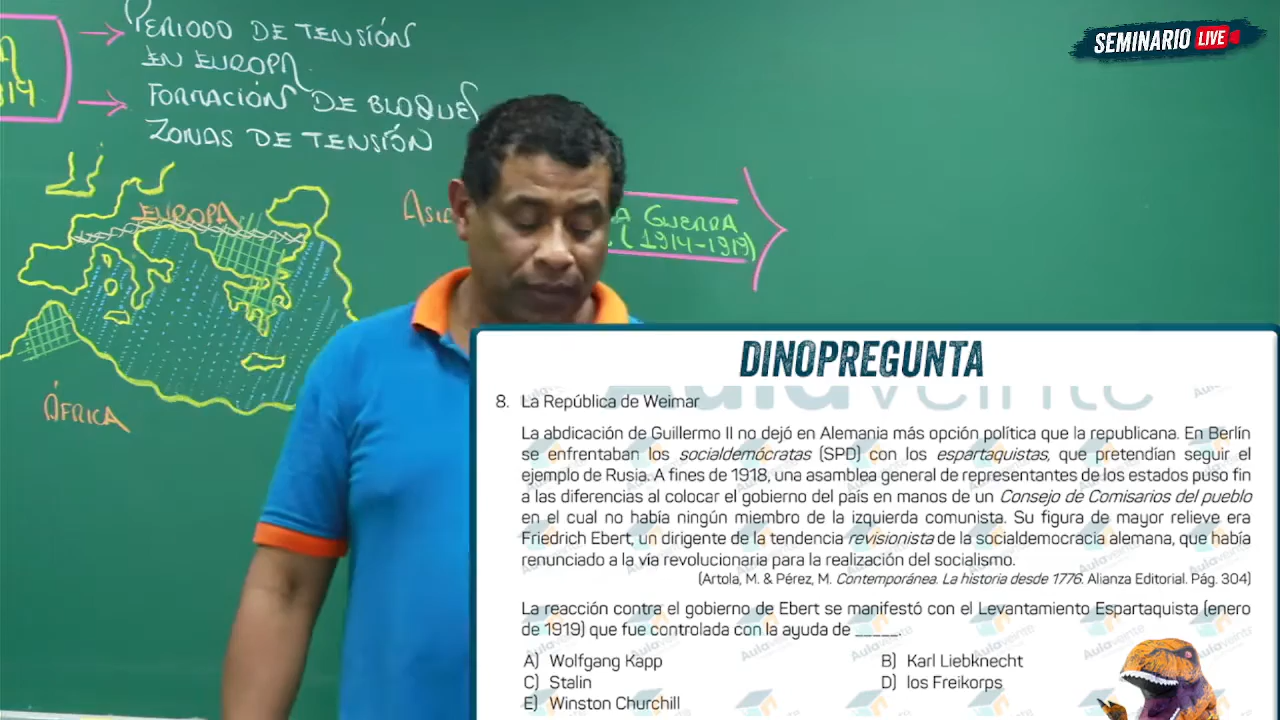 PERIODO DE TENSIÓN
EN EUROPA
FORMACIÓN DE BLOQUES
ZONAS DE TENSIÓN
EUROPA
ÁFRICA
GUERRA
(1914-1919)
SEMINARIO LIVE
DINOPREGUNTA
8. La República de Weimar
La abdicación de Guillermo II no dejó en Alemania más opción política que la republicana. En Berlín
se enfrentaban los socialdemócratas (SPD) con los espartaquistas, que pretendían seguir el
ejemplo de Rusia. A fines de 1918, una asamblea general de representantes de los estados puso fin
a las diferencias al colocar el gobierno del país en manos de un Consejo de Comisarios del pueblo
en el cual no había ningún miembro de la izquierda comunista. Su figura de mayor relieve era
Friedrich Ebert, un dirigente de la tendencia revisionista de la socialdemocracia alemana, que había
renunciado a la vía revolucionaria para la realización del socialismo.
(Artola, M. & Pérez, M. Contemporánea. La historia desde 1776. Alianza Editorial. Pág. 304)
La reacción contra el gobierno de Ebert se manifestó con el Levantamiento Espartaquista (enero
de 1919) que fue controlada con la ayuda de _____.
A) Wolfgang Kapp
B) Karl Liebknecht
C) Stalin
D) los Freikorps
E) Winston Churchill